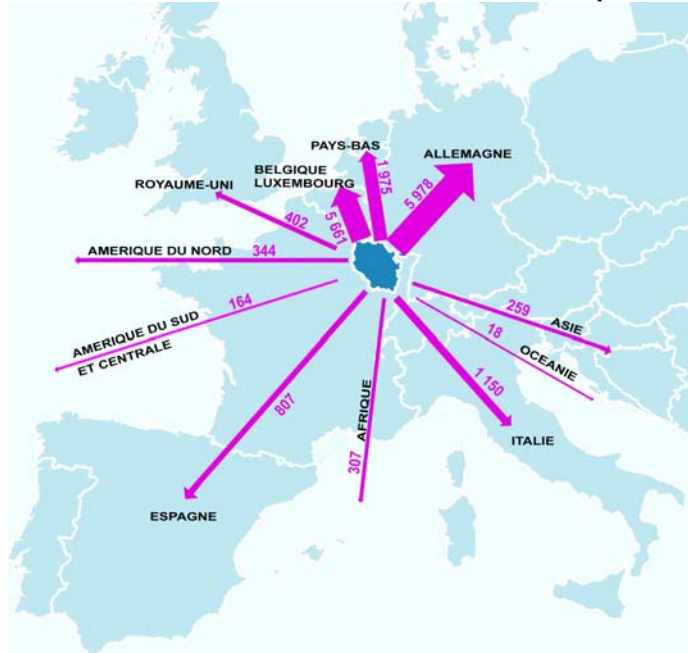 PAYS-BAS
1 975
ALLEMAGNE
5 978
BELGIQUE
LUXEMBOURG
5 661
ROYAUME-UNI
402
AMERIQUE DU NORD
344
164
AMERIQUE DU SUD
ET CENTRALE
259
ASIE
18
OCEANIE
807
ESPAGNE
AFRIQUE
307
1 150
ITALIE